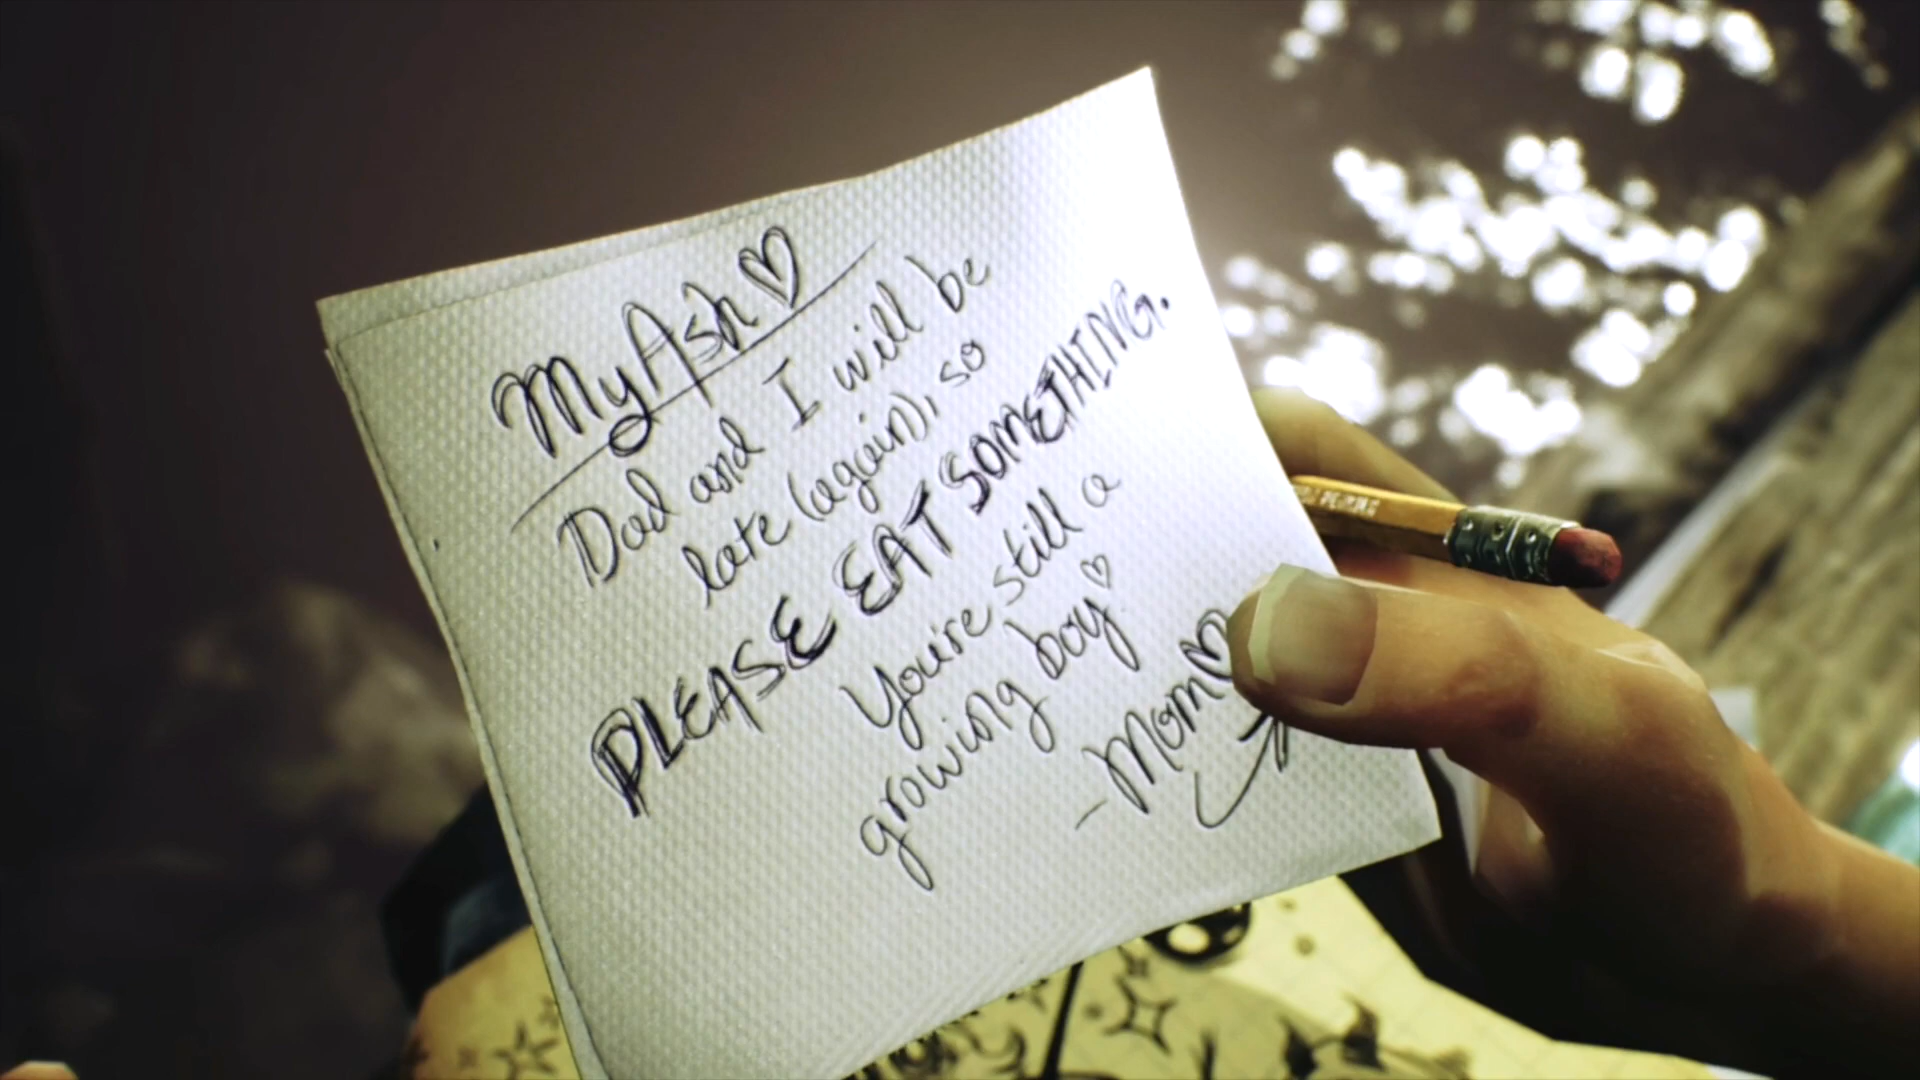 My Ash♡
Dad and I will be
late (again), so
PLEASE EAT SOMETHING.
You're still a
growing boy♡
-Mom♡